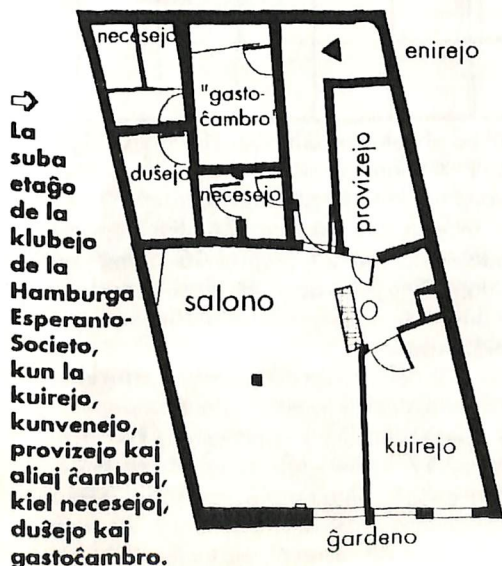 necesejo
enirejo
"gasto-
ĉambro"
provizejo
duŝejo
necesejo
salono
kuirejo
ĝardeno
⇨
La
suba
etaĝo
de la
klubejo
de la
Hamburga
Esperanto-
Societo,
kun la
kuirejo,
kunvenejo,
provizejo kaj
aliaj ĉambroj,
kiel necesejoj,
duŝejo kaj
gastoĉambro.